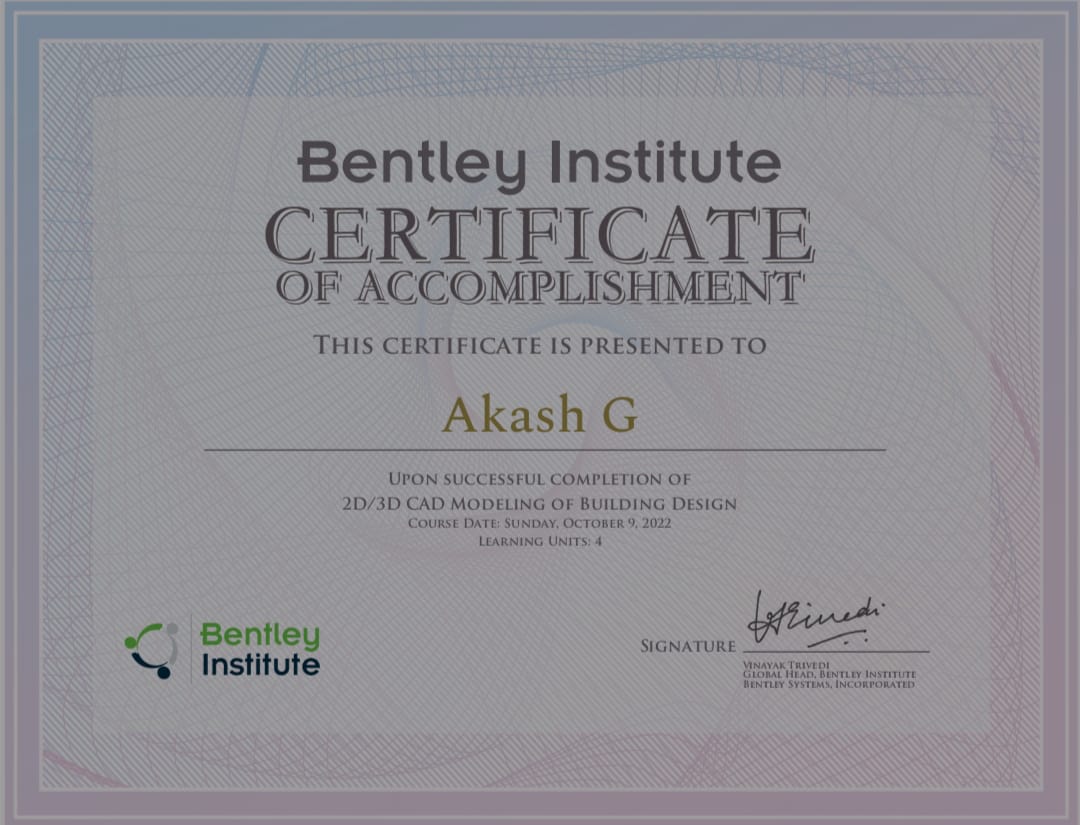 Bentley Institute
CERTIFICATE
OF ACCOMPLISHMENT
THIS CERTIFICATE IS PRESENTED TO
Akash G
UPON SUCCESSFUL COMPLETION OF
2D/3D CAD MODELING OF BUILDING DESIGN
COURSE DATE: SUNDAY, OCTOBER 9, 2022
LEARNING UNITS: 4
Bentley
Institute
SIGNATURE
VINAYAK TRIVEDI
GLOBAL HEAD, BENTLEY INSTITUTE
BENTLEY SYSTEMS, INCORPORATED